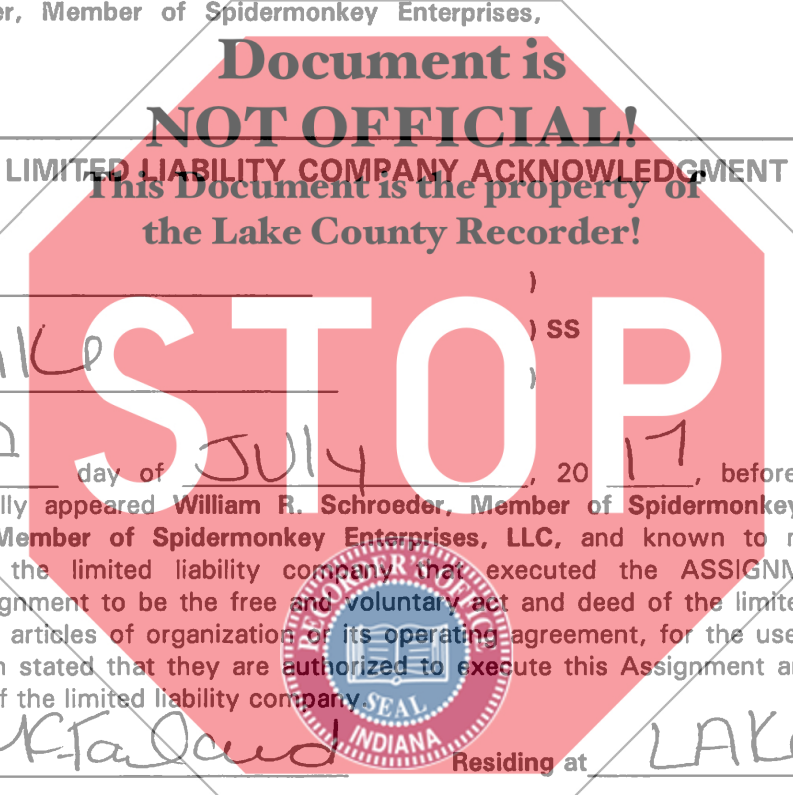 er, Member of Spidermonkey Enterprises,
Document is
NOT OFFICIAL!
LIMITED LIABILITY COMPANY ACKNOWLEDGMENT
This Document is the property of
the Lake County Recorder!
)
) SS
)
STOP
day of JULY, 20 17, before
lly appeared William R. Schroeder, Member of Spidermonkey
Member of Spidermonkey Enterprises, LLC, and known to
the limited liability company that executed the ASSIGNM
gnment to be the free and voluntary act and deed of the limite
articles of organization or its operating agreement, for the use
n stated that they are authorized to execute this Assignment a
f the limited liability company.
RECORDER'S OFFICE
SEAL
INDIANA
Residing at LAKE